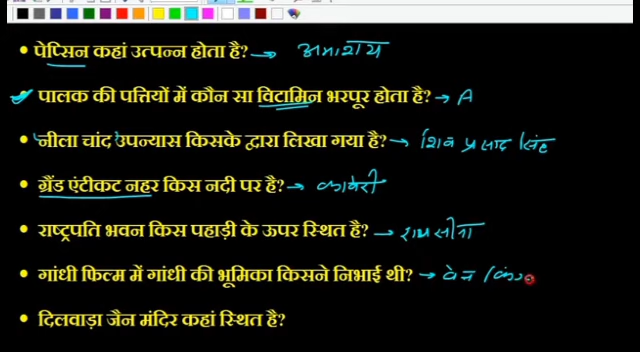 • पेप्सिन कहां उत्पन्न होता है? → आमाशय
• पालक की पत्तियों में कौन सा विटामिन भरपूर होता है? → A
• 'नीला चांद' उपन्यास किसके द्वारा लिखा गया है? → शिव प्रसाद सिंह
• ग्रैंड एंटीकट नहर किस नदी पर है? → कावेरी
• राष्ट्रपति भवन किस पहाड़ी के ऊपर स्थित है? → रायसीना
• गांधी फिल्म में गांधी की भूमिका किसने निभाई थी? → वेन
• दिलवाड़ा जैन मंदिर कहां स्थित है?